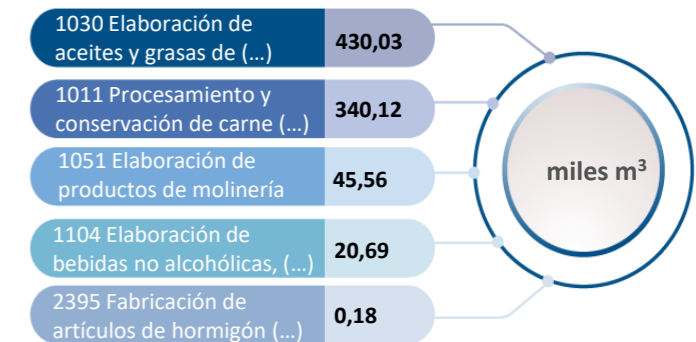 1030 Elaboración de
aceites y grasas de (...)
430,03
1011 Procesamiento y
conservación de carne (...)
340,12
1051 Elaboración de
productos de molinería
45,56
1104 Elaboración de
bebidas no alcohólicas, (...)
20,69
2395 Fabricación de
artículos de hormigón (...)
0,18
miles m³